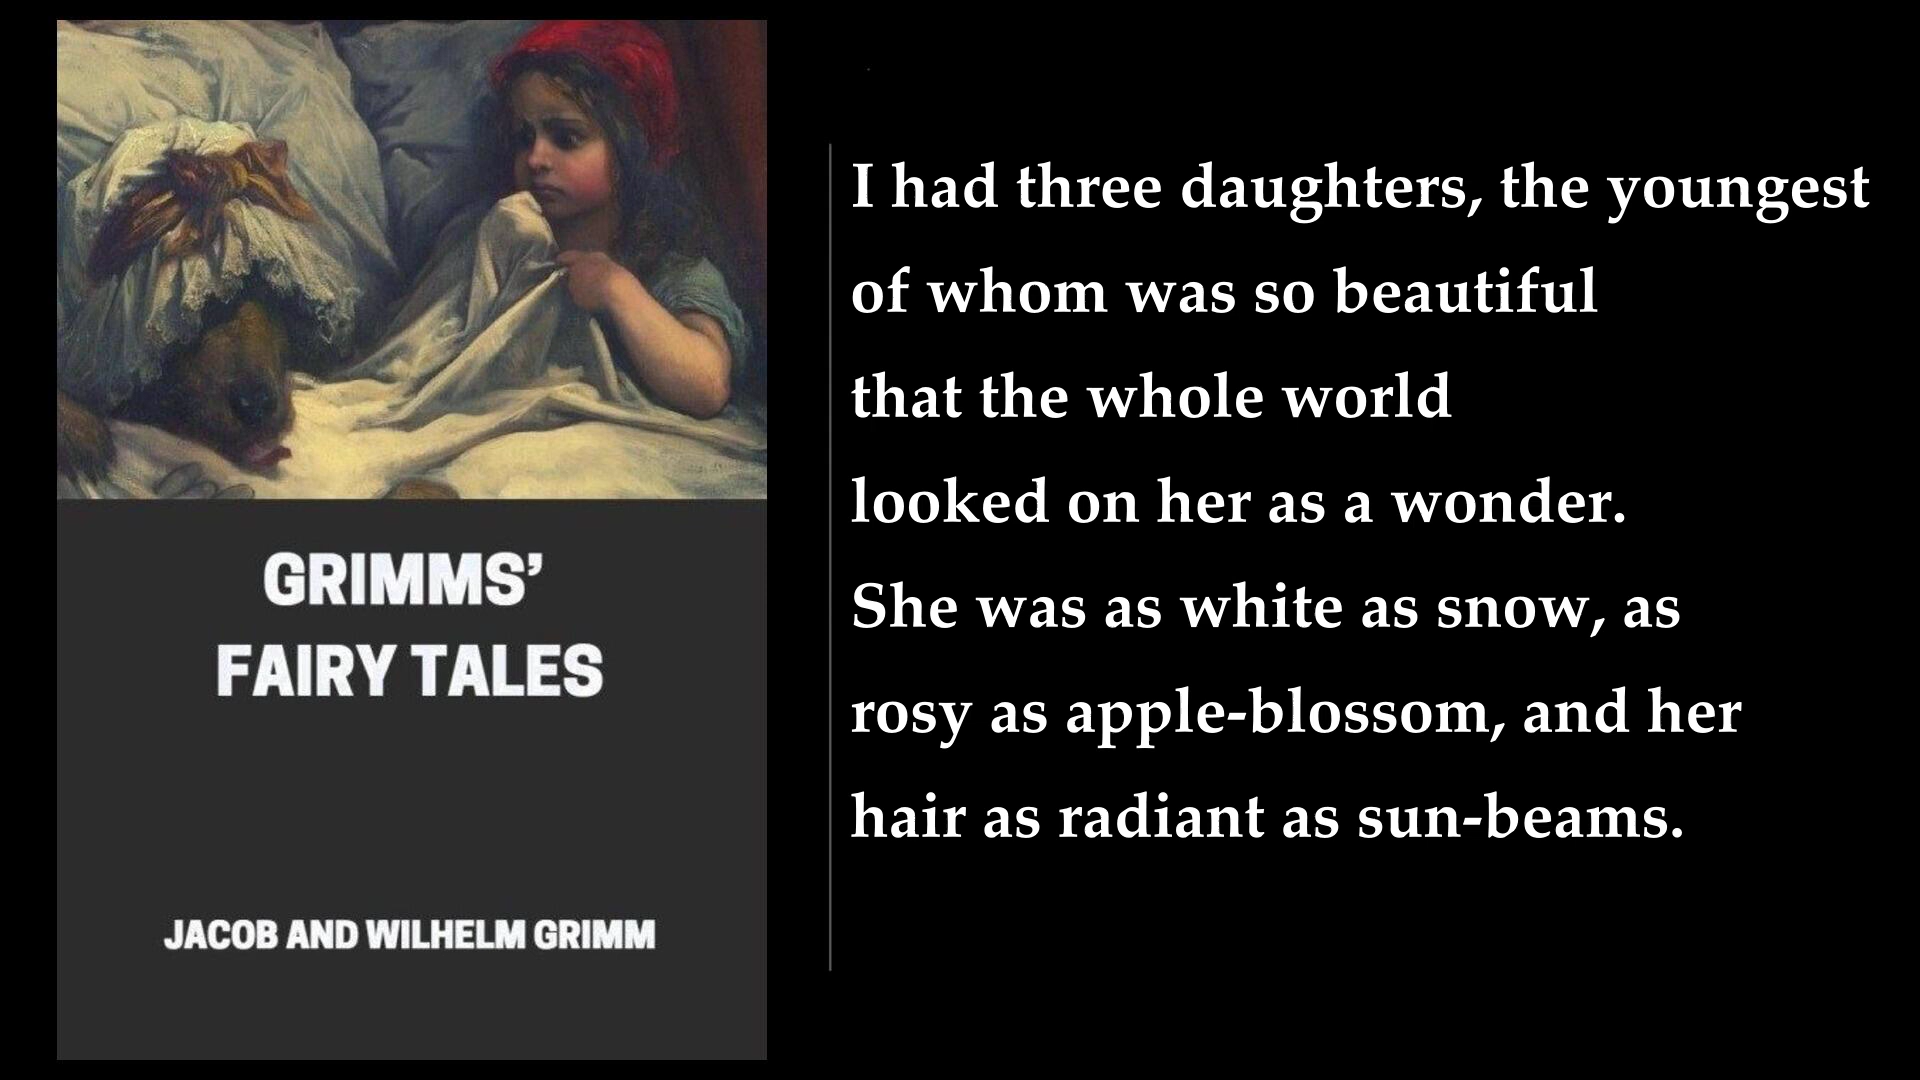 GRIMMS’
FAIRY TALES
JACOB AND WILHELM GRIMM
I had three daughters, the youngest
of whom was so beautiful
that the whole world
looked on her as a wonder.
She was as white as snow, as
rosy as apple-blossom, and her
hair as radiant as sun-beams.